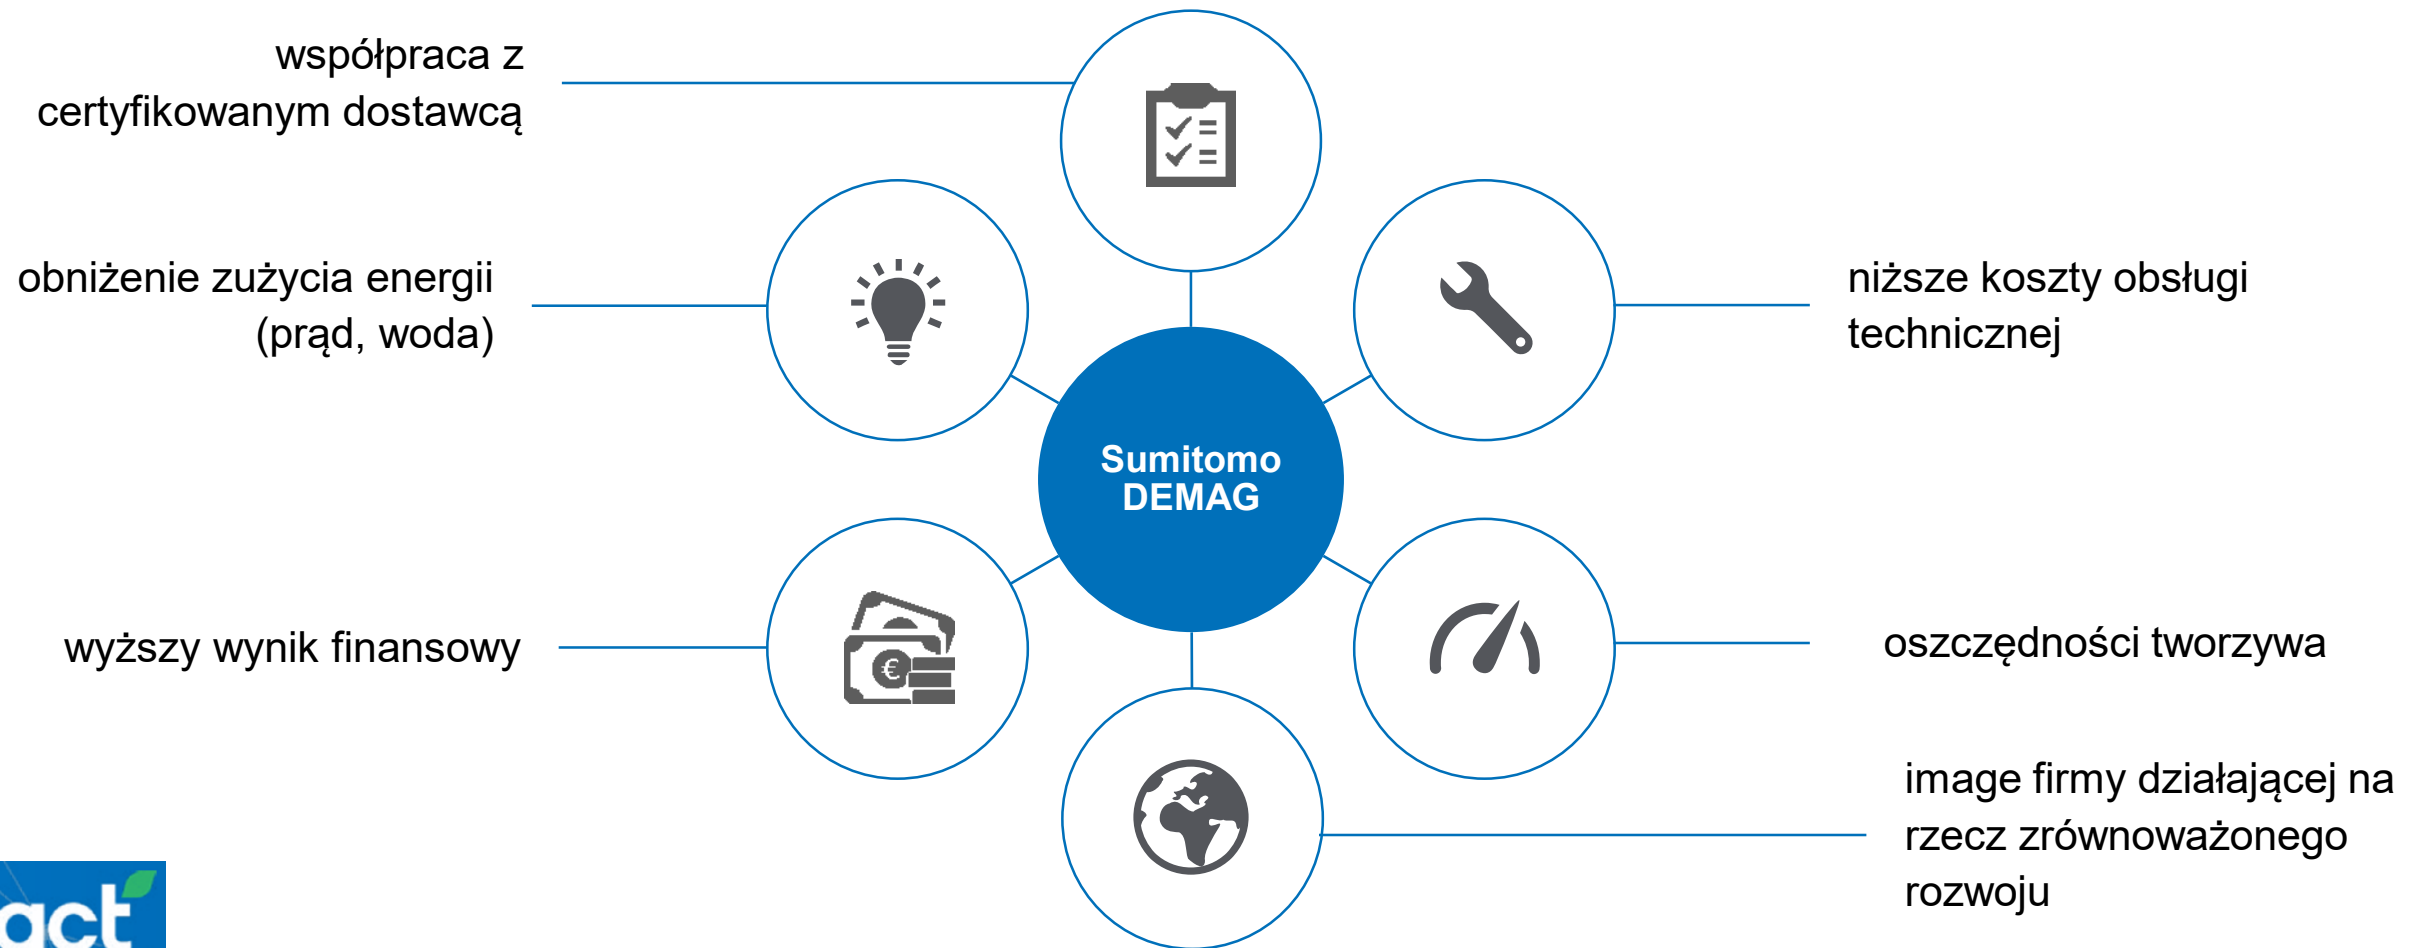 współpraca z
certyfikowanym dostawcą
obniżenie zużycia energii
(prąd, woda)
niższe koszty obsługi
technicznej
Sumitomo
DEMAG
wyższy wynik finansowy
oszczędności tworzywa
image firmy działającej na
rzecz zrównoważonego
rozwoju
act